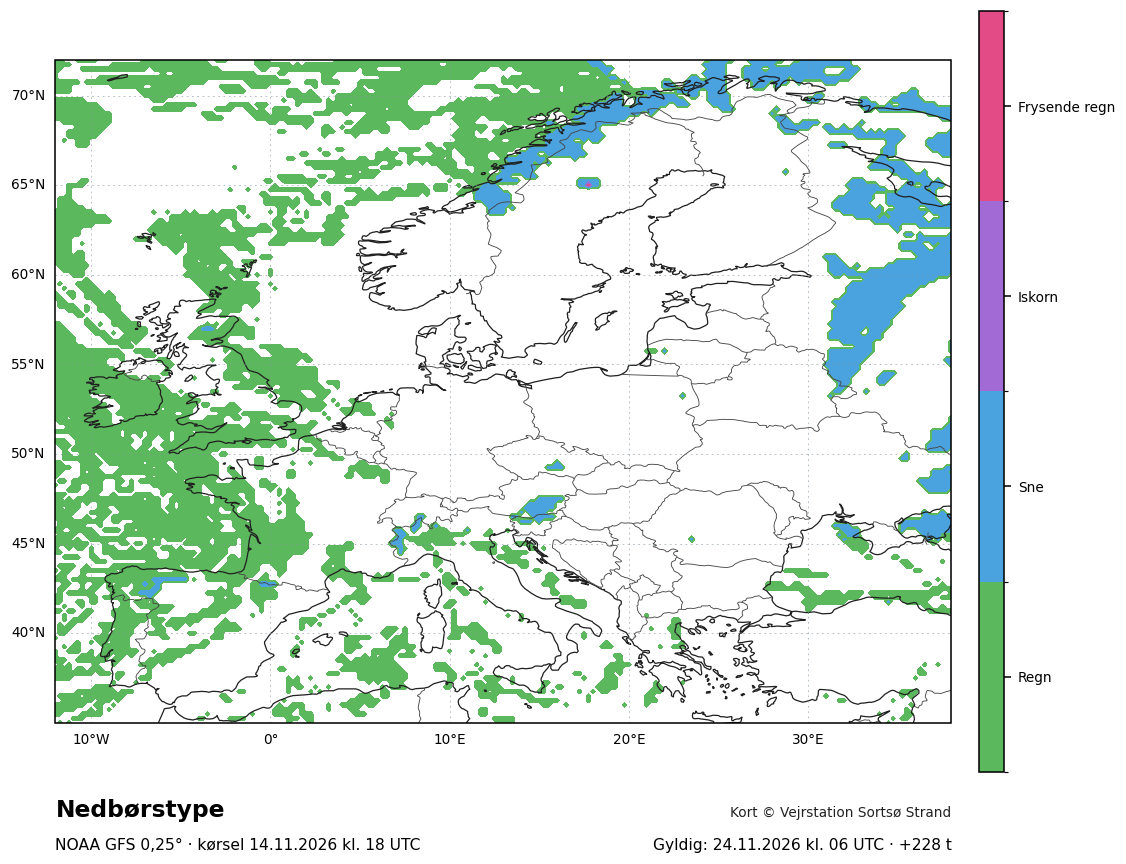 70°N
65°N
60°N
55°N
50°N
45°N
40°N
10°W
0°
10°E
20°E
30°E
Frysende regn
Iskorn
Sne
Regn
Nedbørstype
Kort © Vejrstation Sortsø Strand
NOAA GFS 0,25° · kørsel 14.11.2026 kl. 18 UTC
Gyldig: 24.11.2026 kl. 06 UTC · +228 t